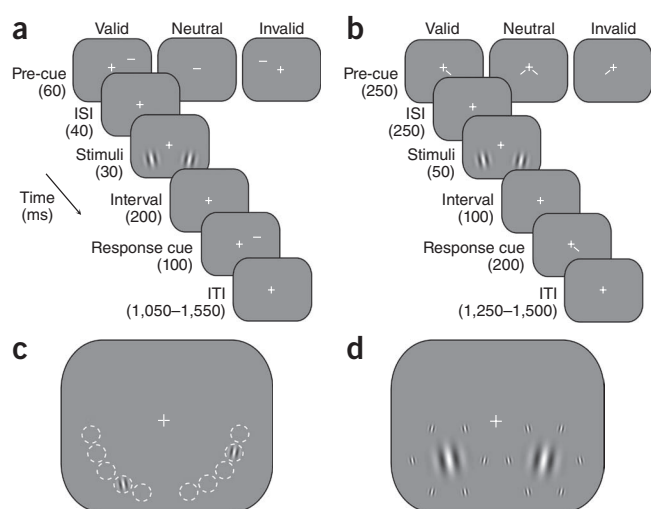 a
Valid Neutral Invalid
Pre-cue
(60)
ISI
(40)
Stimuli
(30)
Time
(ms)
Interval
(200)
Response cue
(100)
ITI
(1,050–1,550)
b
Valid Neutral Invalid
Pre-cue
(250)
ISI
(250)
Stimuli
(50)
Interval
(100)
Response cue
(200)
ITI
(1,250–1,500)
c
d